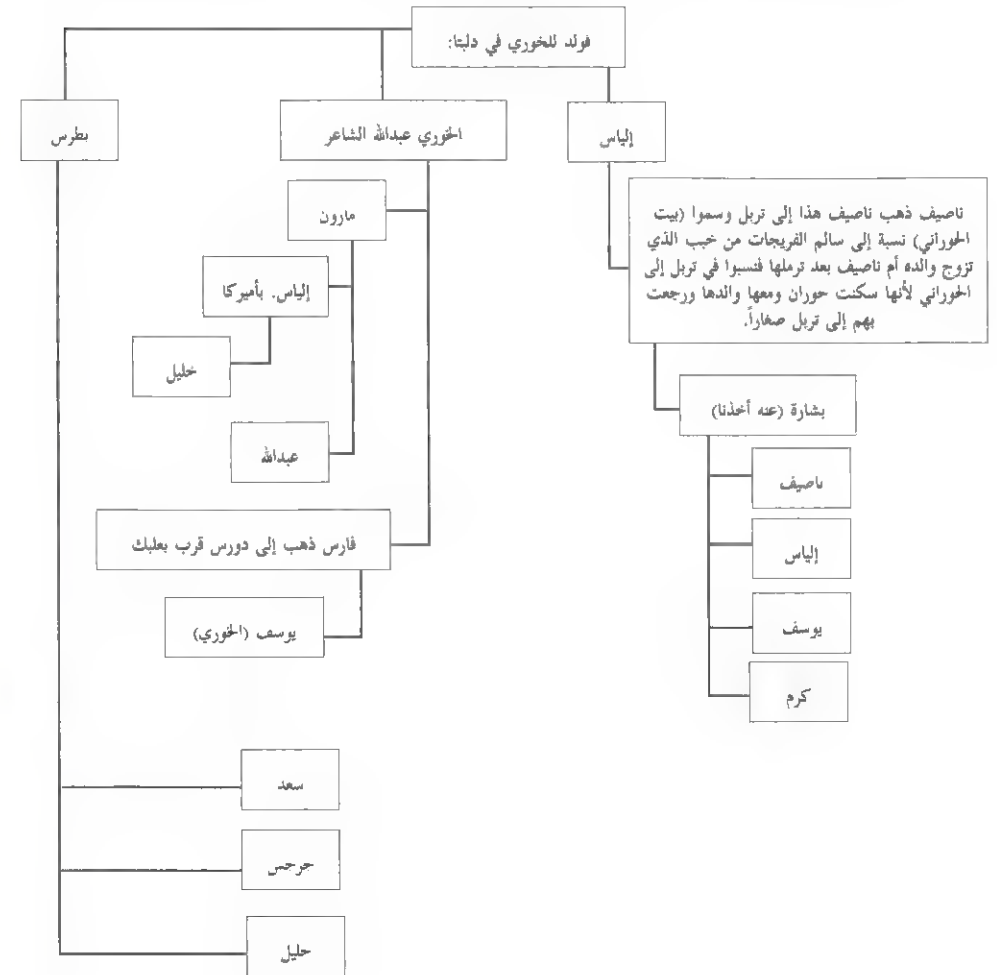 فولد للخوري في دلبتا:
إلياس
الخوري عبدالله الشاعر
بطرس
ناصيف ذهب ناصيف هذا إلى تربل وسموا (بيت
الحوراني) نسبة إلى سالم الفريجات من خبب الذي
تزوج والده أم ناصيف بعد ترملها فنسبوا في تربل إلى
الحوراني لأنها سكنت حوران ومعها والدها ورجعت
بهم إلى تربل صغاراً.
بشارة (عنه أخذنا)
ناصيف
إلياس
يوسف
كرم
مارون
إلياس. بأميركا
خليل
عبدالله
فارس ذهب إلى دورس قرب بعلبك
يوسف (الخوري)
سعد
جرجس
خليل